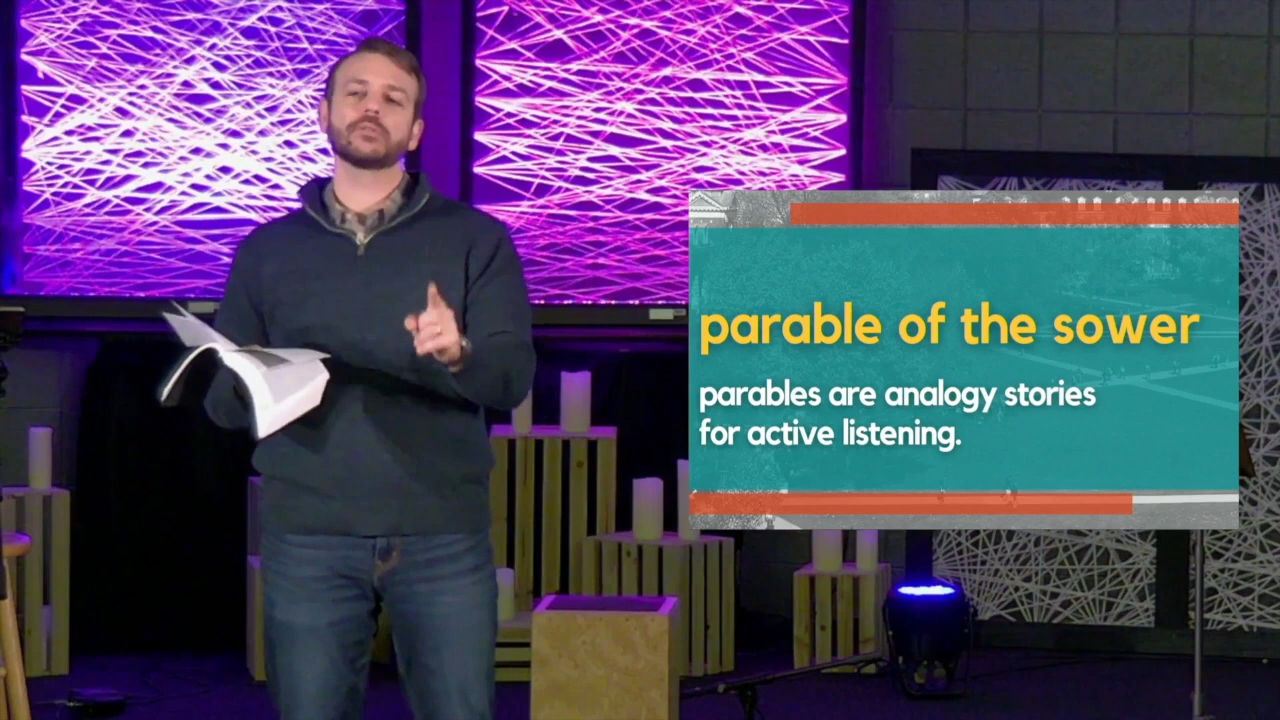 parable of the sower
parables are analogy stories
for active listening.